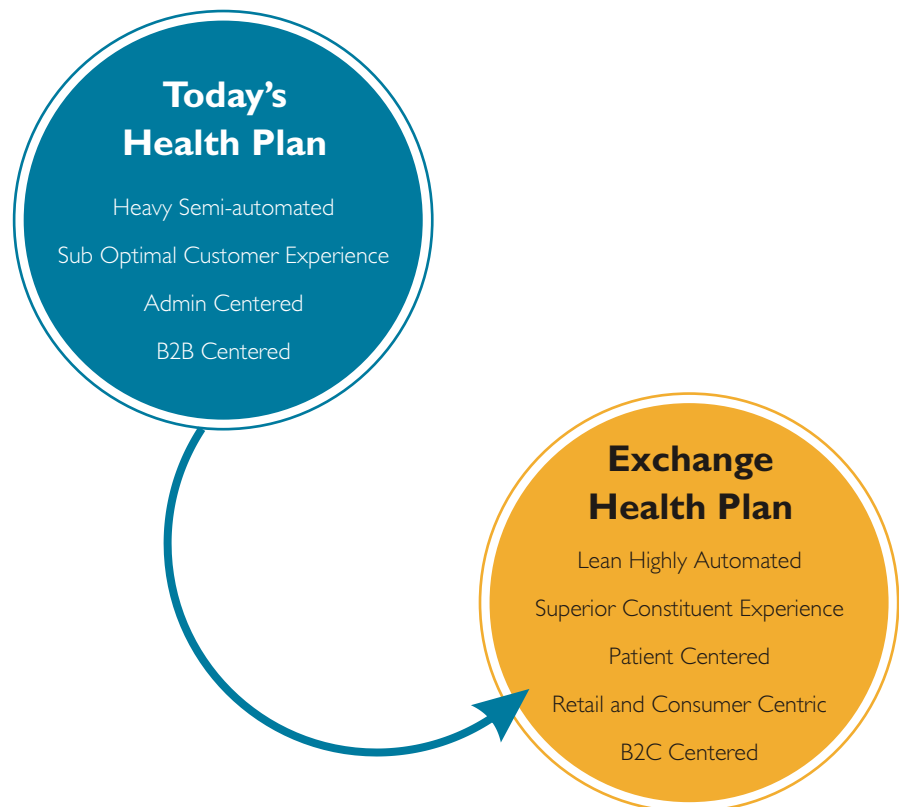 Today’s
Health Plan
Heavy Semi-automated
Sub Optimal Customer Experience
Admin Centered
B2B Centered
Exchange
Health Plan
Lean Highly Automated
Superior Constituent Experience
Patient Centered
Retail and Consumer Centric
B2C Centered